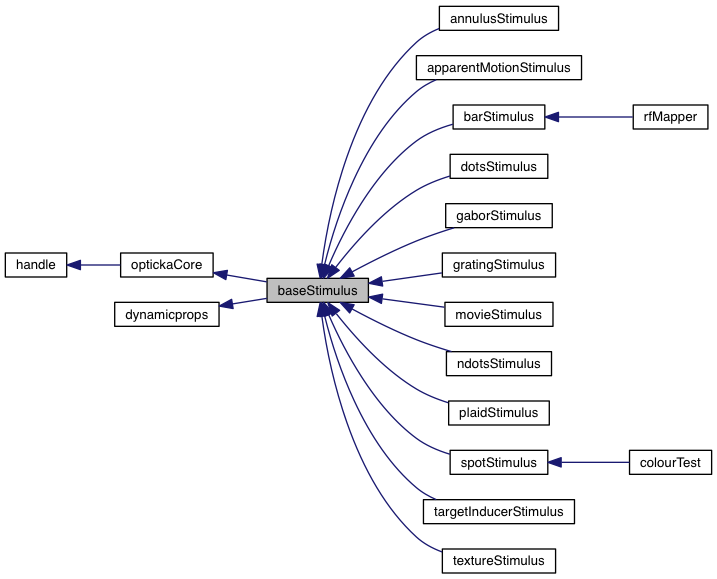 annulusStimulus
apparentMotionStimulus
barStimulus
rfMapper
dotsStimulus
gaborStimulus
handle
optickaCore
gratingStimulus
baseStimulus
dynamicprops
movieStimulus
ndotsStimulus
plaidStimulus
spotStimulus
colourTest
targetInducerStimulus
textureStimulus